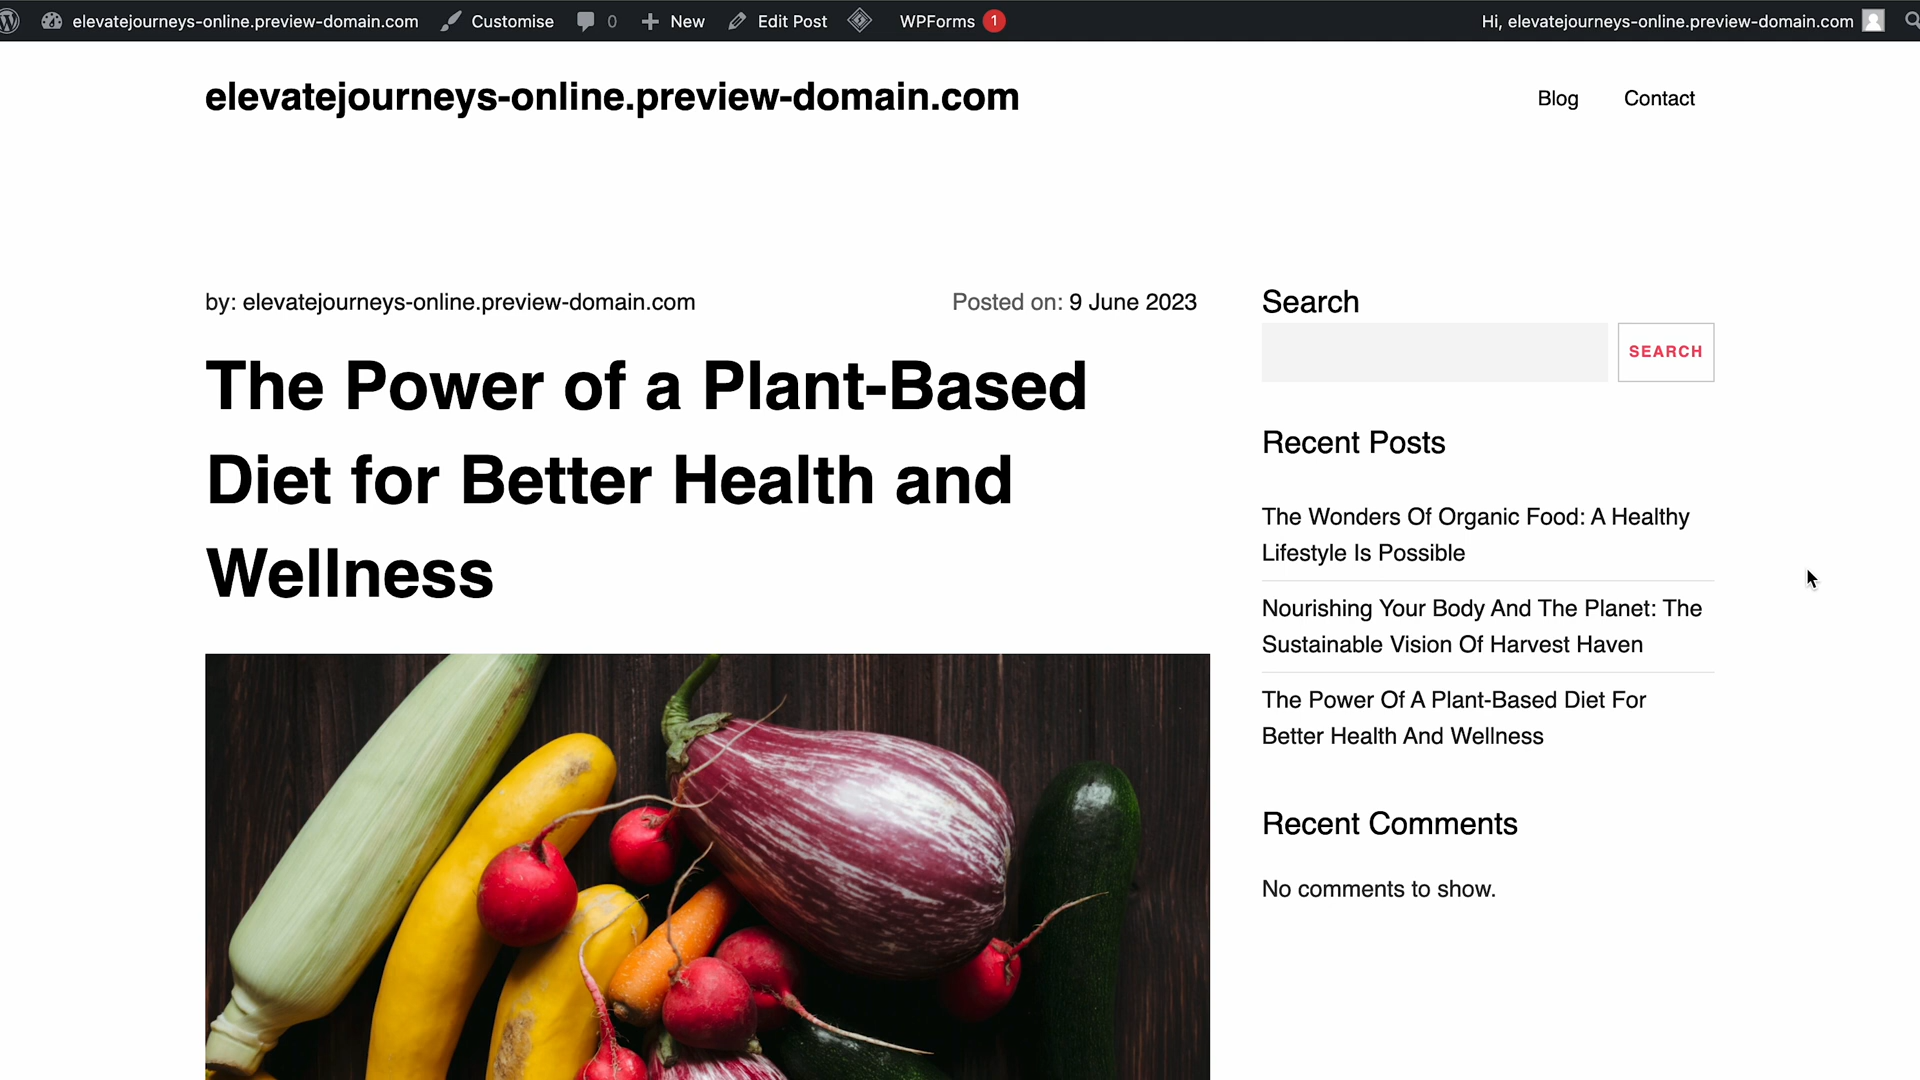 elevatejourneys-online.preview-domain.com Customise 0 New Edit Post WPForms 1 Hi, elevatejourneys-online.preview-domain.com
elevatejourneys-online.preview-domain.com Blog Contact
by: elevatejourneys-online.preview-domain.com Posted on: 9 June 2023
The Power of a Plant-Based
Diet for Better Health and
Wellness
Search
SEARCH
Recent Posts
The Wonders Of Organic Food: A Healthy
Lifestyle Is Possible
Nourishing Your Body And The Planet: The
Sustainable Vision Of Harvest Haven
The Power Of A Plant-Based Diet For
Better Health And Wellness
Recent Comments
No comments to show.